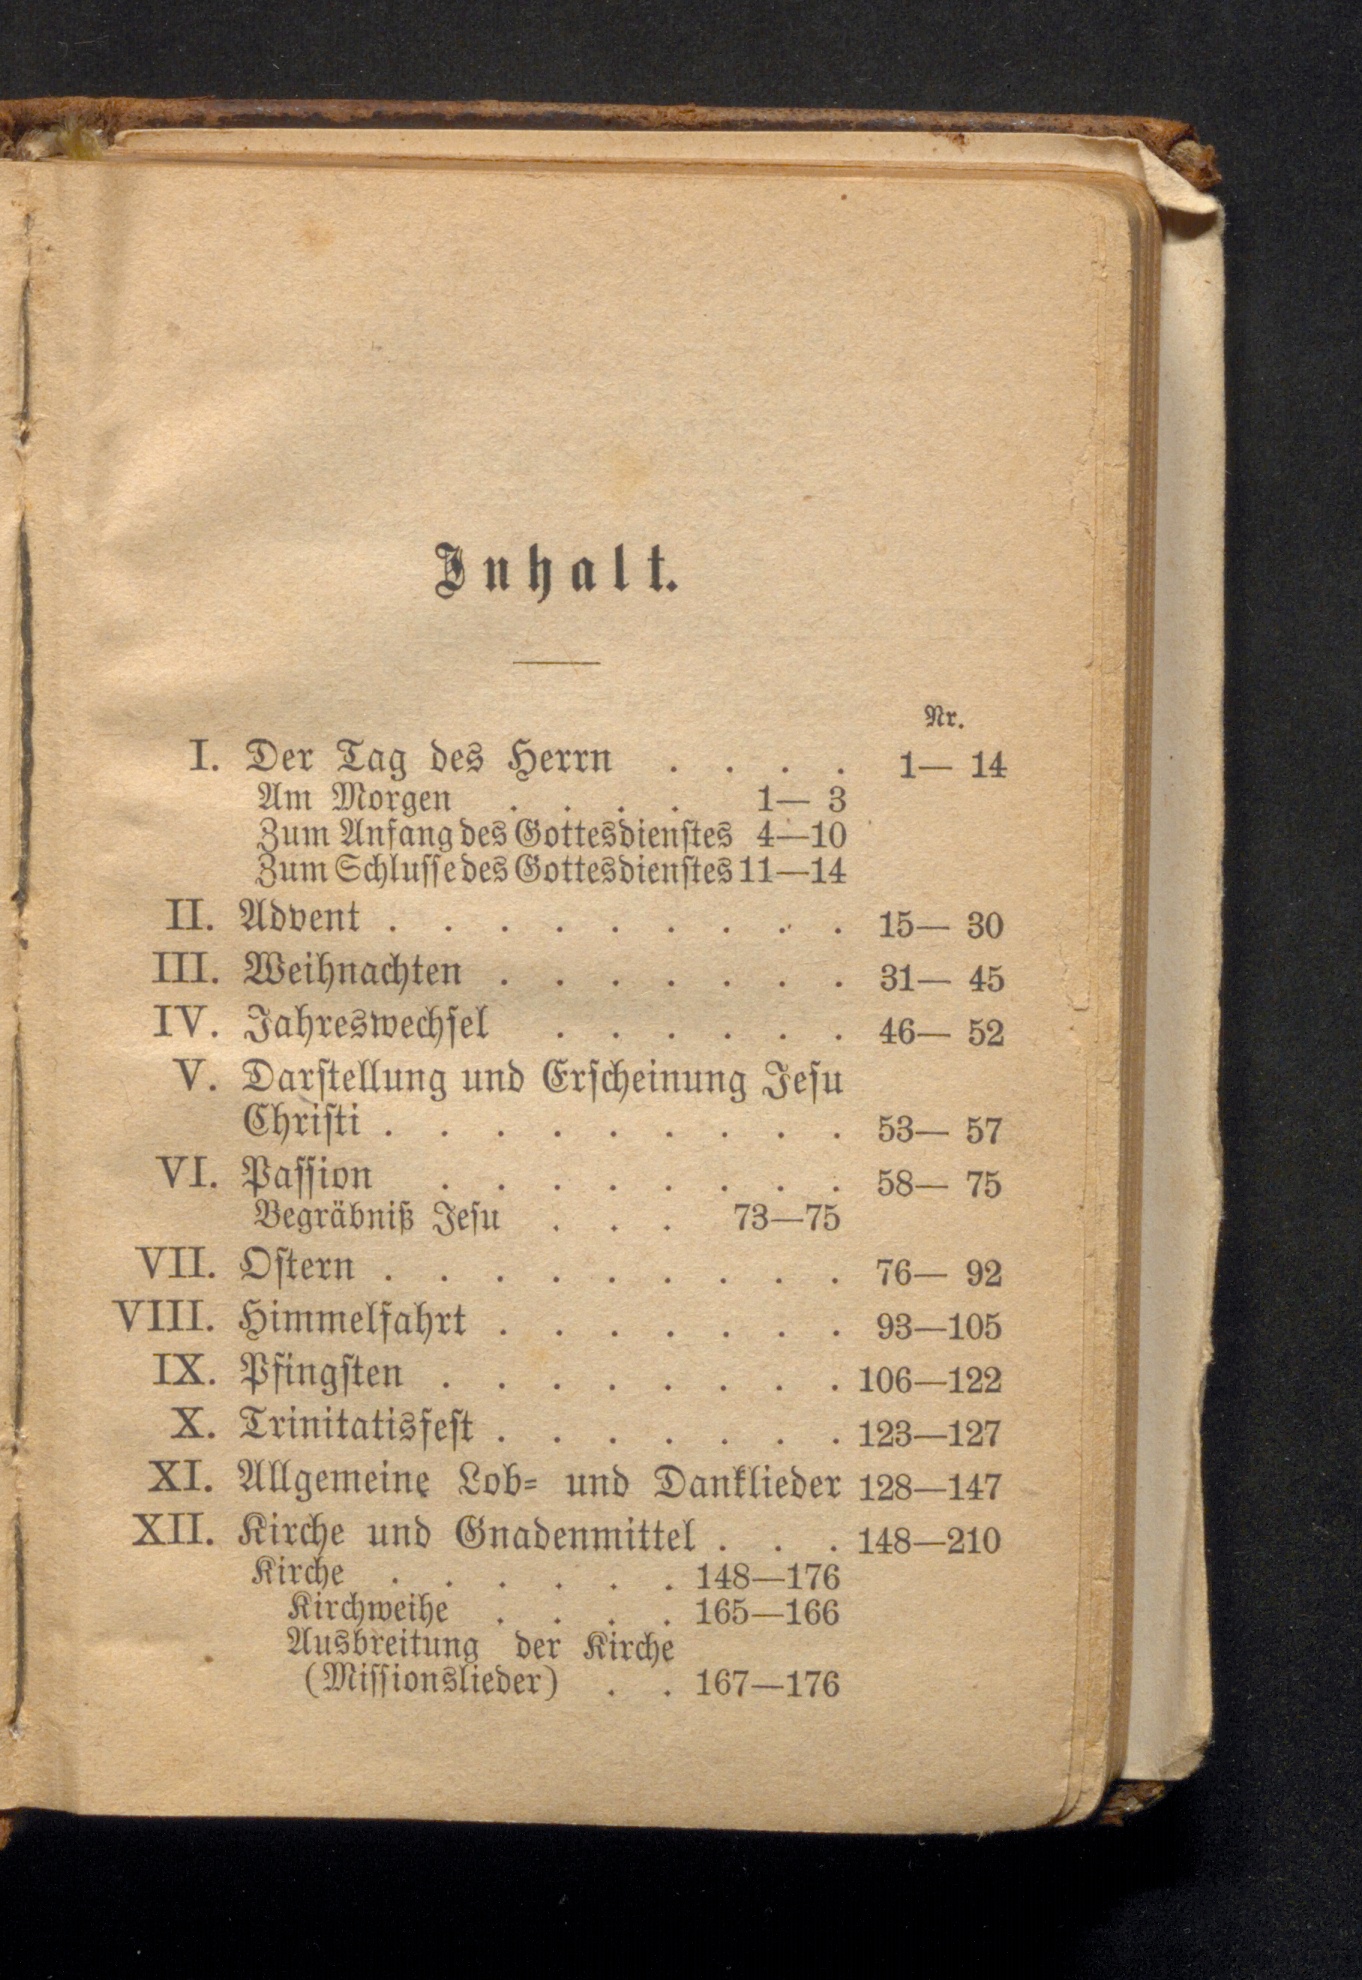 Inhalt.
Nr.
I. Der Tag des Herrn . . . . 1— 14
Am Morgen . . . . 1— 3
Zum Anfang des Gottesdienstes 4—10
Zum Schlusse des Gottesdienstes 11—14
II. Advent . . . . . . . . . 15— 30
III. Weihnachten . . . . . . . 31— 45
IV. Jahreswechsel . . . . . . 46— 52
V. Darstellung und Erscheinung Jesu
Christi . . . . . . . . . 53— 57
VI. Passion . . . . . . . . 58— 75
Begräbniß Jesu . . . 73—75
VII. Ostern . . . . . . . . . 76— 92
VIII. Himmelfahrt . . . . . . . 93—105
IX. Pfingsten . . . . . . . . 106—122
X. Trinitatisfest . . . . . . . 123—127
XI. Allgemeine Lob- und Danklieder 128—147
XII. Kirche und Gnadenmittel . . . 148—210
Kirche . . . . . . 148—176
Kirchweihe . . . . 165—166
Ausbreitung der Kirche
(Missionslieder) . . 167—176